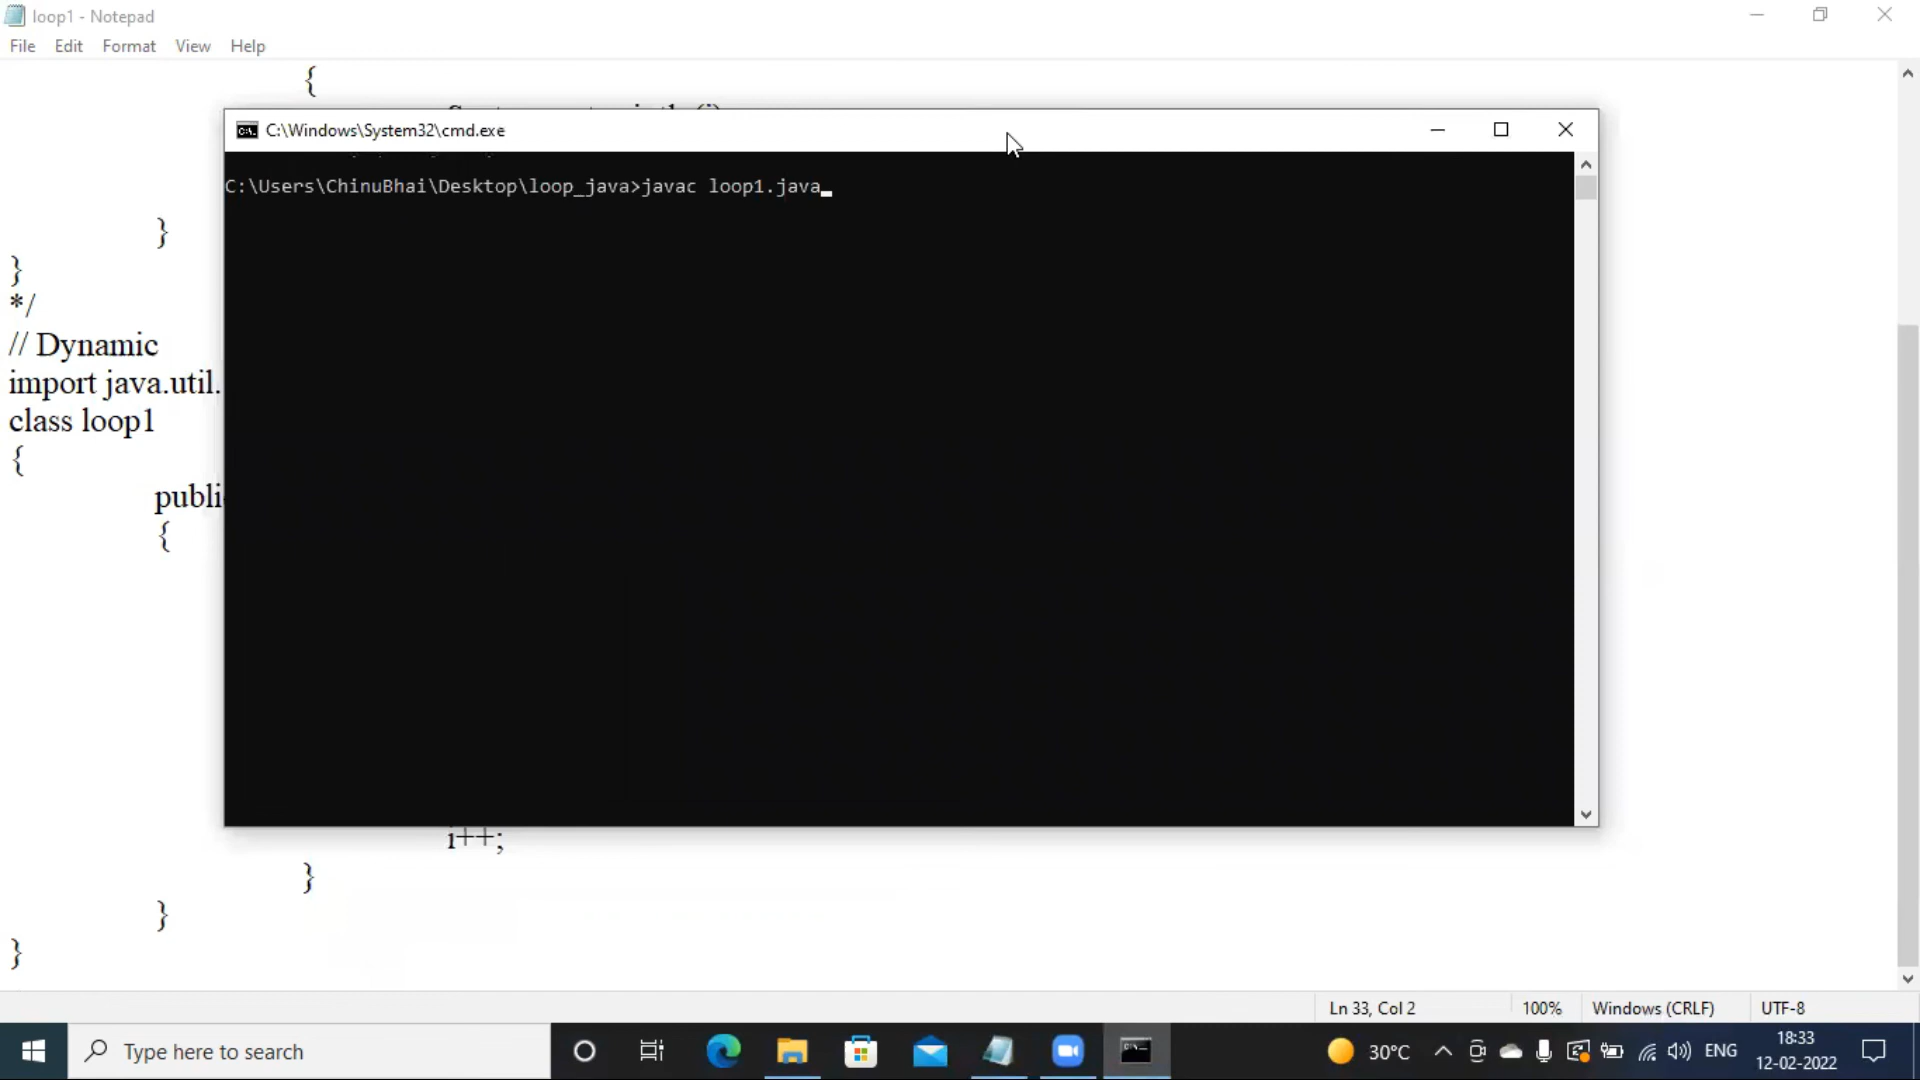 loop1 - Notepad
File Edit Format View Help
{
C:\Windows\System32\cmd.exe
C:\Users\ChinuBhai\Desktop\loop_java>javac loop1.java
}
}
*/
// Dynamic
import java.util.
class loop1
{
publi
{
i++;
}
}
}
Ln 33, Col 2 100% Windows (CRLF) UTF-8
Type here to search 30°C ENG 18:33
12-02-2022